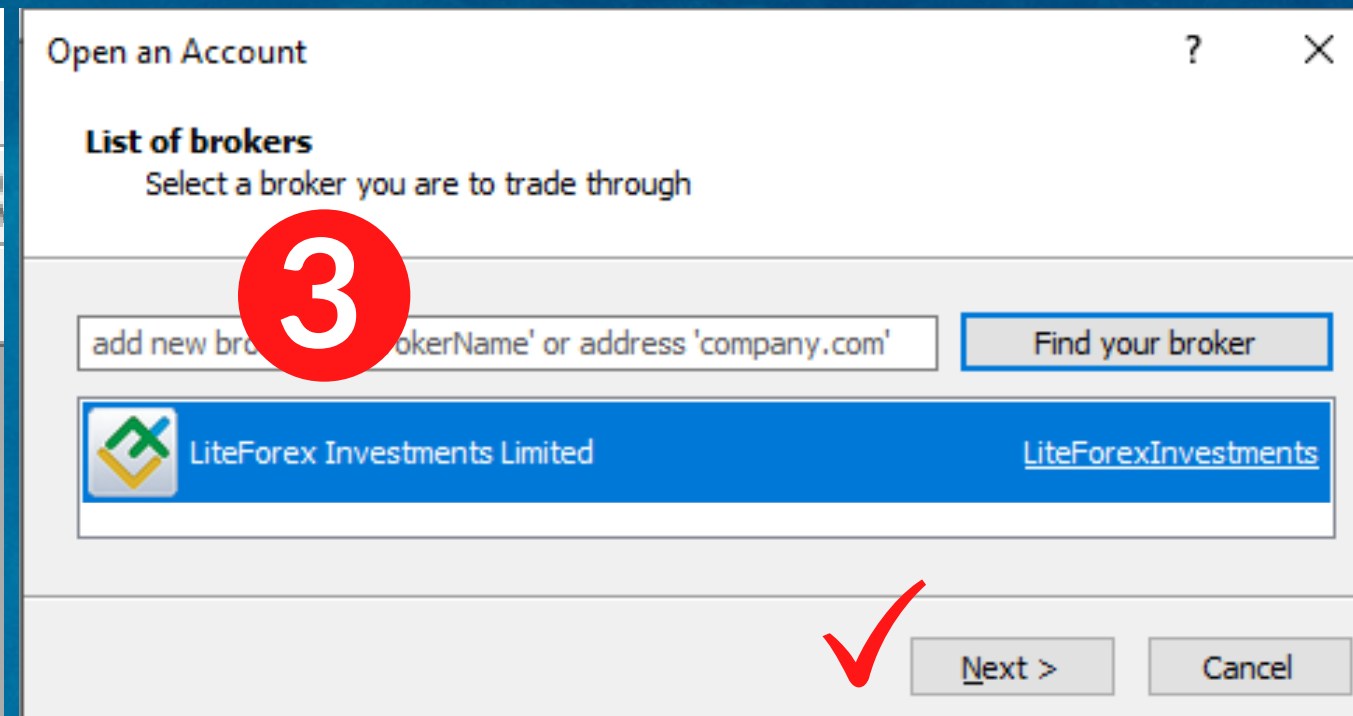 Open an Account ? ×
List of brokers
Select a broker you are to trade through
3
add new bro okerName' or address 'company.com' Find your broker
LiteForex Investments Limited LiteForexInvestments
Next > Cancel